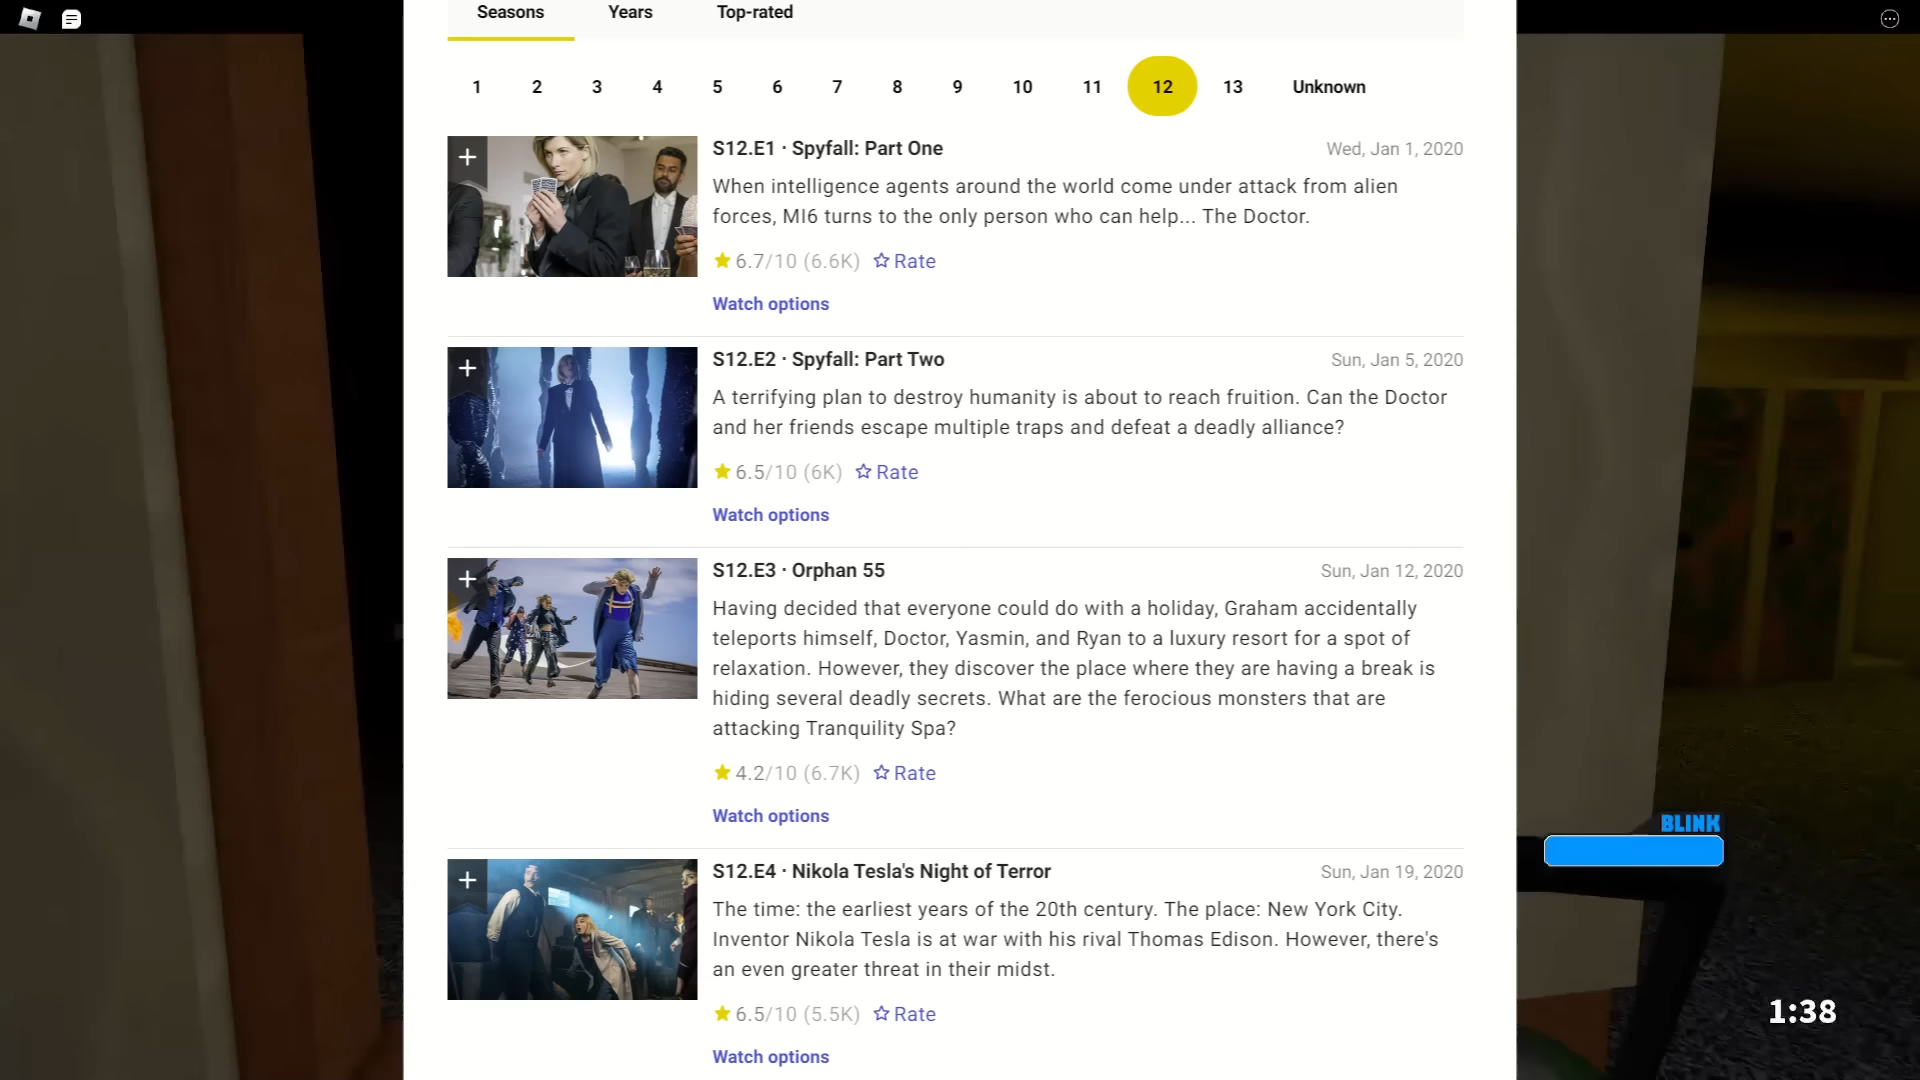 Seasons Years Top-rated
1 2 3 4 5 6 7 8 9 10 11 12 13 Unknown
S12.E1 · Spyfall: Part One
Wed, Jan 1, 2020
When intelligence agents around the world come under attack from alien
forces, MI6 turns to the only person who can help... The Doctor.
6.7/10 (6.6K) Rate
Watch options
S12.E2 · Spyfall: Part Two
Sun, Jan 5, 2020
A terrifying plan to destroy humanity is about to reach fruition. Can the Doctor
and her friends escape multiple traps and defeat a deadly alliance?
6.5/10 (6K) Rate
Watch options
S12.E3 · Orphan 55
Sun, Jan 12, 2020
Having decided that everyone could do with a holiday, Graham accidentally
teleports himself, Doctor, Yasmin, and Ryan to a luxury resort for a spot of
relaxation. However, they discover the place where they are having a break is
hiding several deadly secrets. What are the ferocious monsters that are
attacking Tranquility Spa?
4.2/10 (6.7K) Rate
Watch options
BLINK
S12.E4 · Nikola Tesla's Night of Terror
Sun, Jan 19, 2020
The time: the earliest years of the 20th century. The place: New York City.
Inventor Nikola Tesla is at war with his rival Thomas Edison. However, there's
an even greater threat in their midst.
6.5/10 (5.5K) Rate
1:38
Watch options